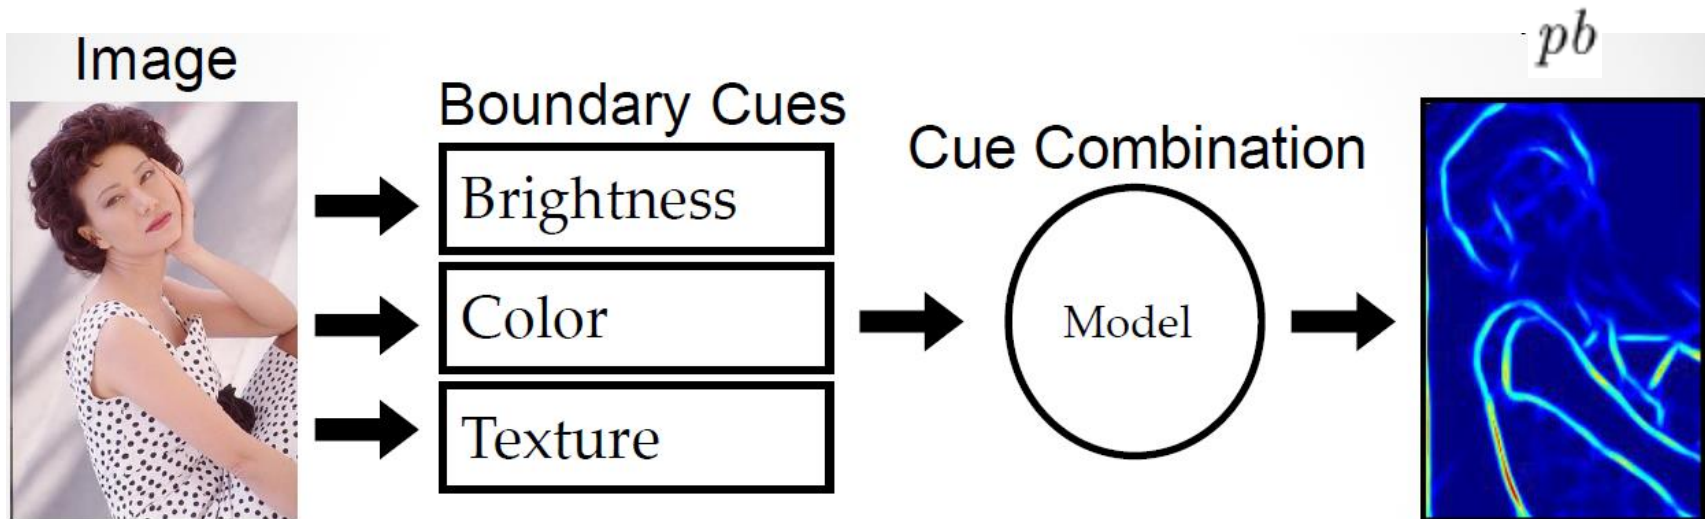 Image
Boundary Cues
Brightness
Color
Texture
Cue Combination
Model
pb